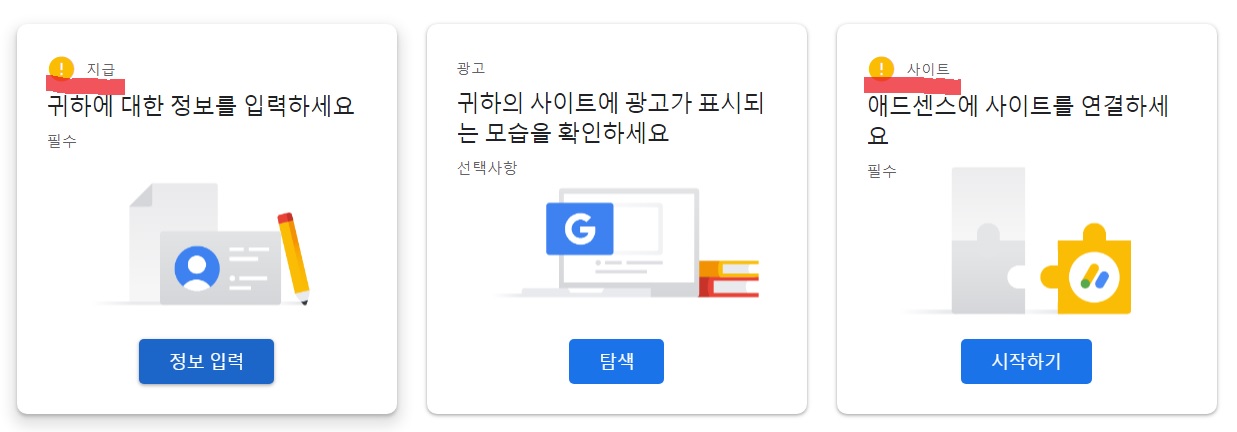 지급
귀하에 대한 정보를 입력하세요
필수
정보 입력
광고
귀하의 사이트에 광고가 표시되
는 모습을 확인하세요
선택사항
G
탐색
사이트
애드센스에 사이트를 연결하세
요
필수
시작하기